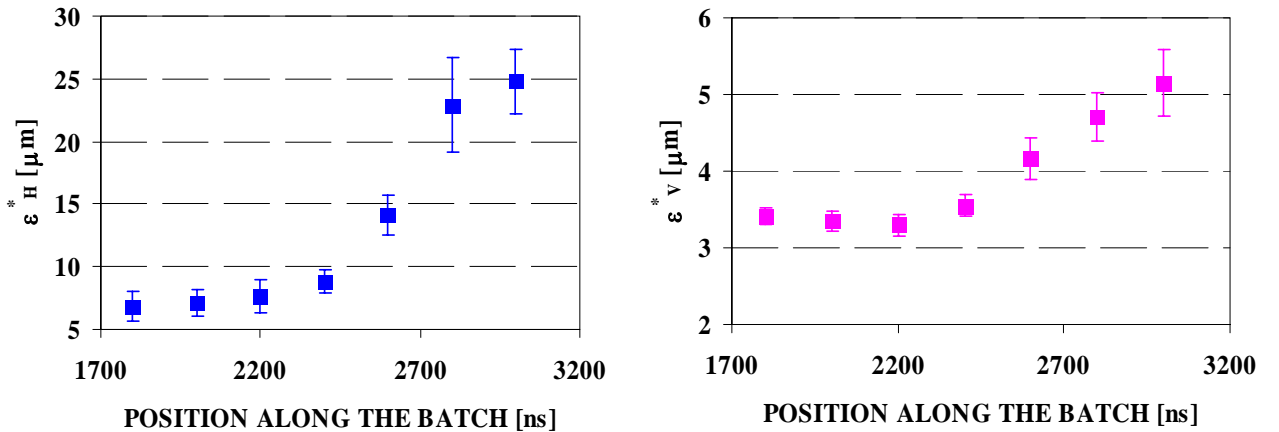 30
25
20
15
10
5
ε*H [μm]
1700 2200 2700 3200
POSITION ALONG THE BATCH [ns]
6
5
4
3
2
ε*V [μm]
1700 2200 2700 3200
POSITION ALONG THE BATCH [ns]